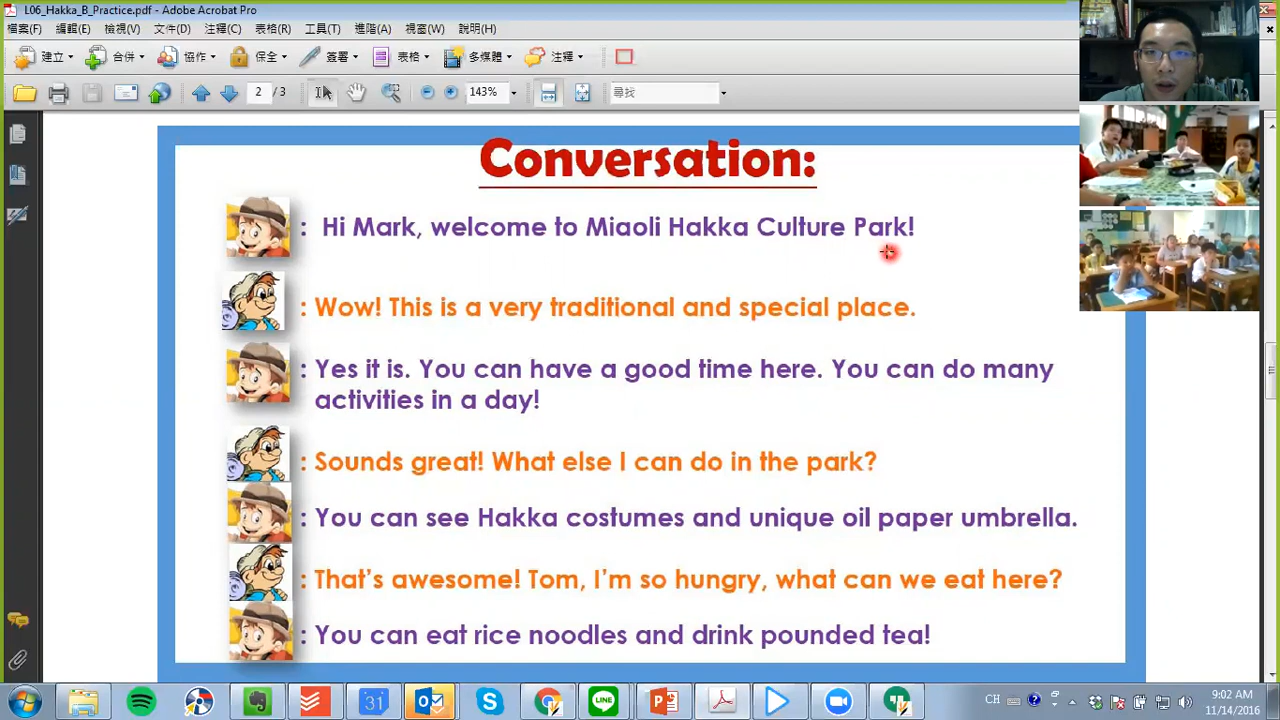 L06_Hakka_B_Practice.pdf - Adobe Acrobat Pro
檔案(F) 編輯(E) 檢視(V) 文件(D) 注釋(C) 表格(R) 工具(T) 進階(A) 視窗(W) 說明(H)
建立 合併 協作 保全 簽署 表格 多媒體 注釋
2 / 3 143% 尋找
Conversation:
: Hi Mark, welcome to Miaoli Hakka Culture Park!
: Wow! This is a very traditional and special place.
: Yes it is. You can have a good time here. You can do many
activities in a day!
: Sounds great! What else I can do in the park?
: You can see Hakka costumes and unique oil paper umbrella.
: That's awesome! Tom, I'm so hungry, what can we eat here?
: You can eat rice noodles and drink pounded tea!
31 LINE CH 9:02 AM
11/14/2016